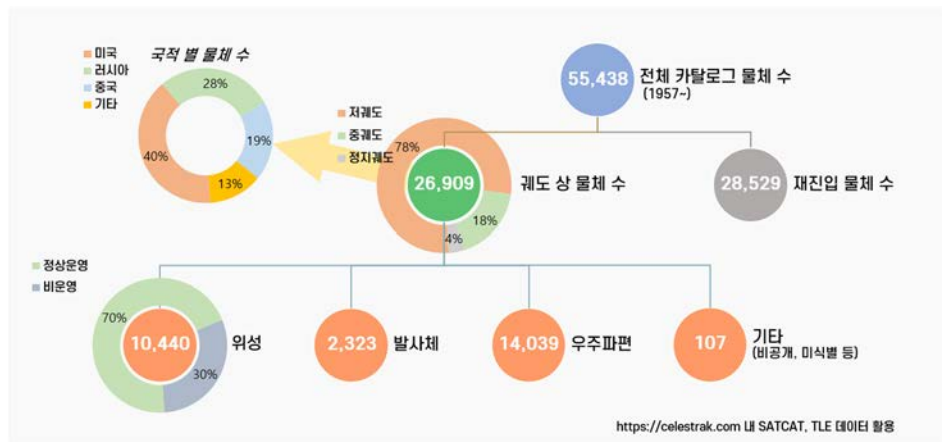 국적 별 물체 수
미국
러시아
중국
기타
28%
19%
40%
13%
55,438
전체 카탈로그 물체 수
(1957~)
저궤도
중궤도
정지궤도
78%
18%
4%
26,909
궤도 상 물체 수
28,529
재진입 물체 수
정상운영
비운영
70%
30%
10,440
위성
2,323
발사체
14,039
우주파편
107
기타
(비공개, 미식별 등)
https://celestrak.com 내 SATCAT, TLE 데이터 활용